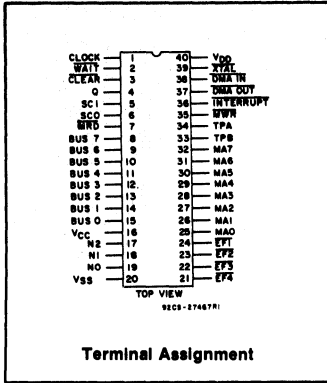 CLOCK 1 40 VDD
WAIT 2 39 XTAL
CLEAR 3 38 DMA IN
Q 4 37 DMA OUT
SC1 5 36 INTERRUPT
SC0 6 35 MWR
MRD 7 34 TPA
BUS 7 8 33 TPB
BUS 6 9 32 MA7
BUS 5 10 31 MA6
BUS 4 11 30 MA5
BUS 3 12 29 MA4
BUS 2 13 28 MA3
BUS 1 14 27 MA2
BUS 0 15 26 MA1
VCC 16 25 MA0
N2 17 24 EF1
N1 18 23 EF2
N0 19 22 EF3
VSS 20 21 EF4
TOP VIEW
92CS-27467R1
Terminal Assignment